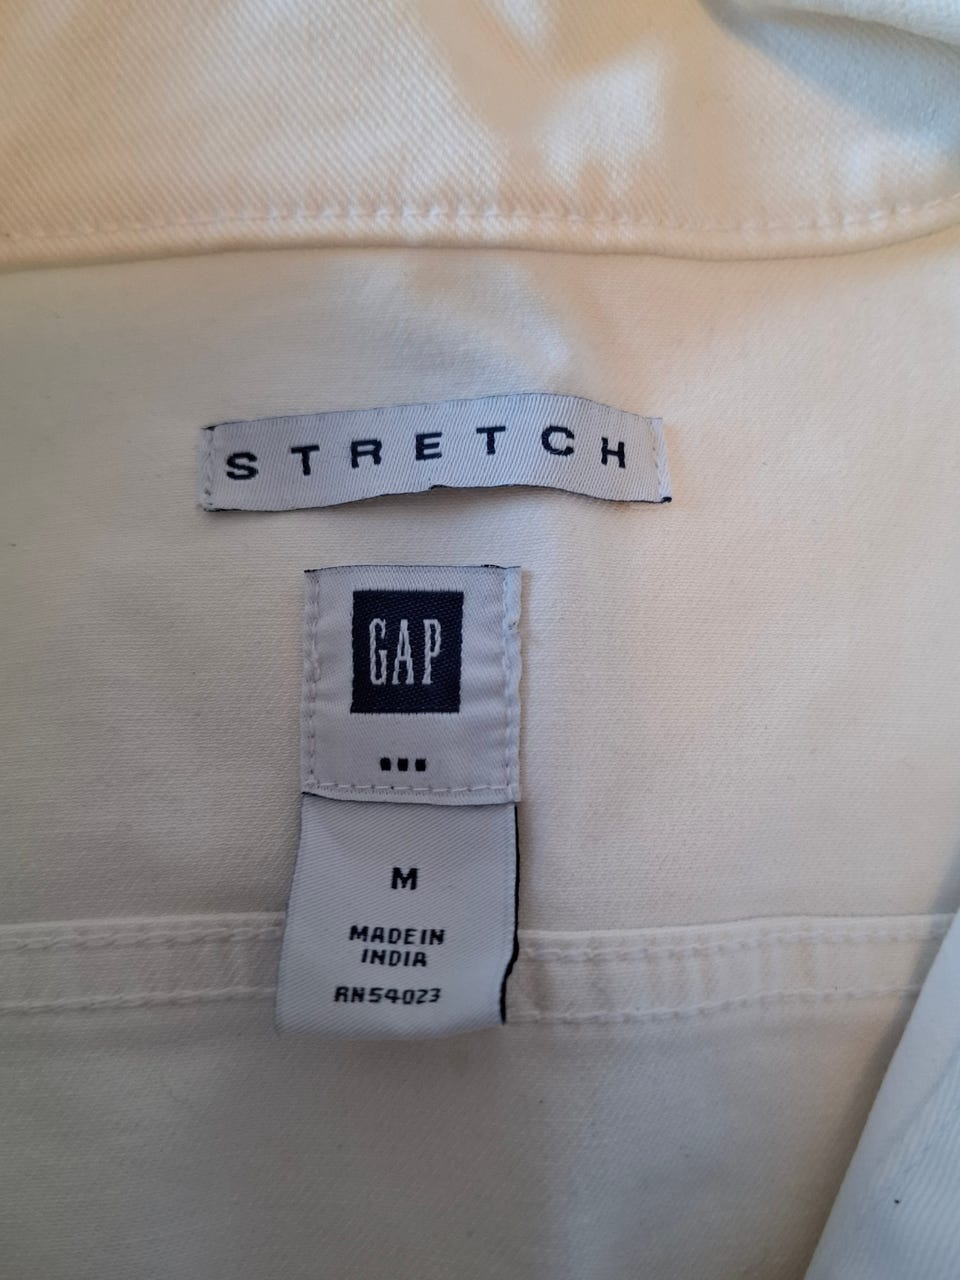 STRETCH
GAP
M
MADE IN
INDIA
RN54023